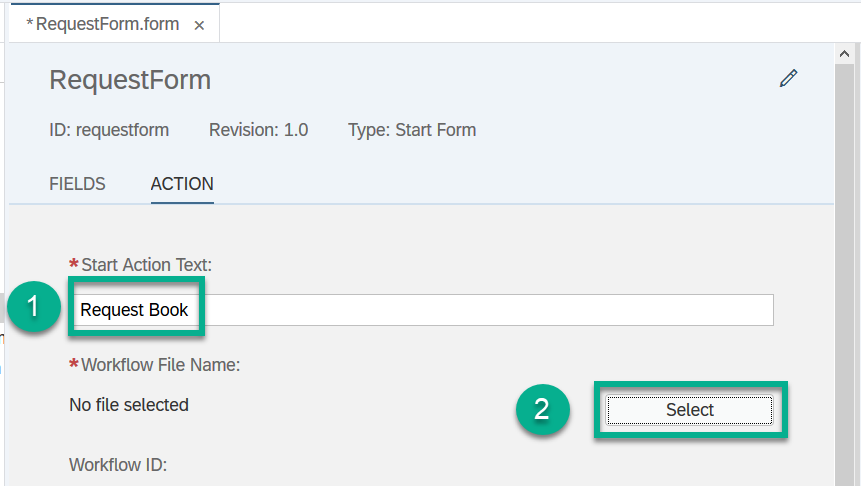 *RequestForm.form ×
RequestForm
ID: requestform Revision: 1.0 Type: Start Form
FIELDS ACTION
*Start Action Text:
1 Request Book
*Workflow File Name:
No file selected 2 Select
Workflow ID: